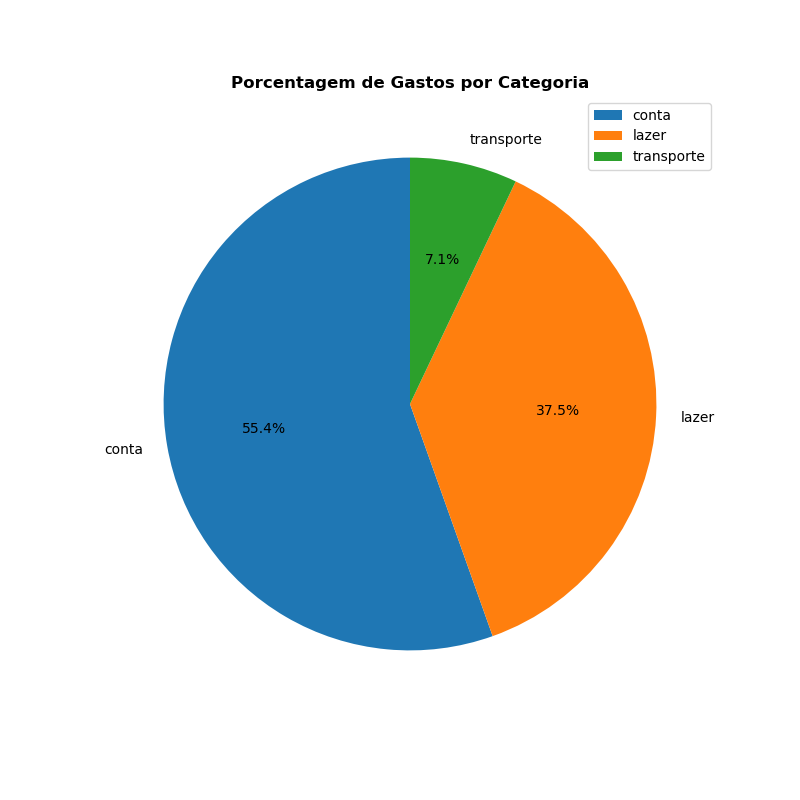 Porcentagem de Gastos por Categoria
conta
lazer
transporte
transporte
7.1%
37.5%
lazer
55.4%
conta